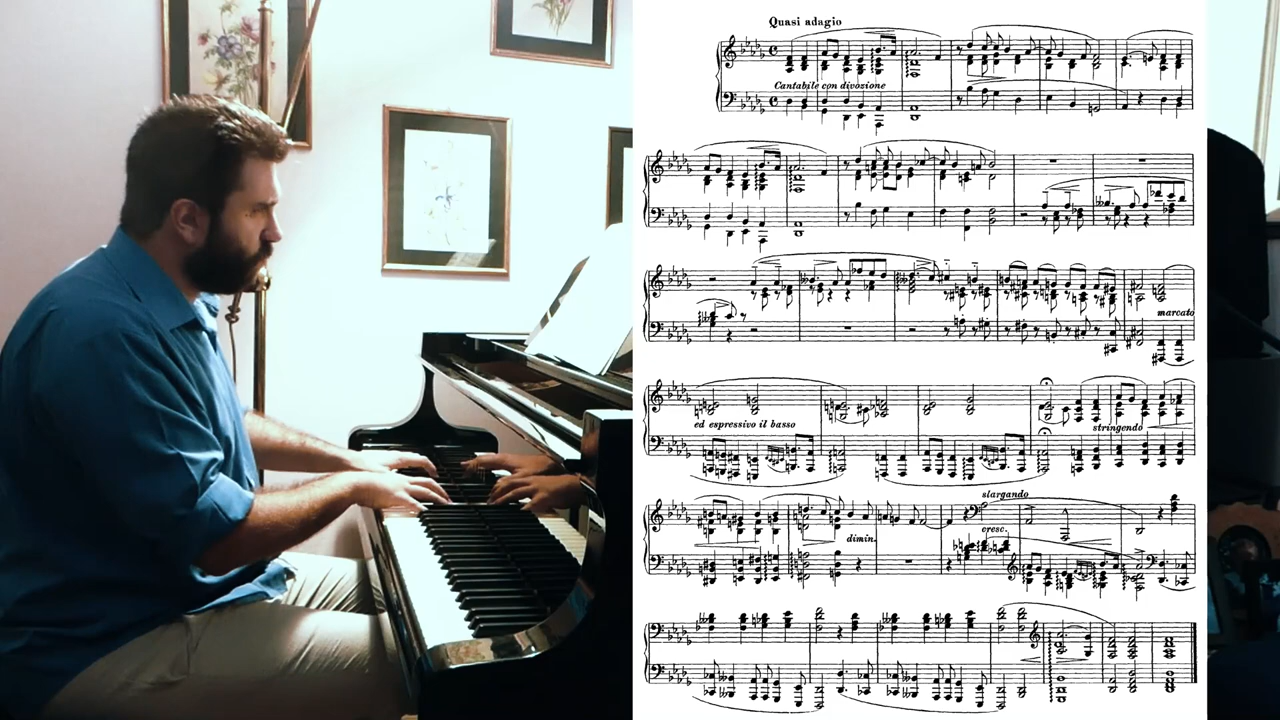 Quasi adagio
Cantabile con divozione
marcato
ed espressivo il basso
stringendo
slargando
cresc.
dimin.